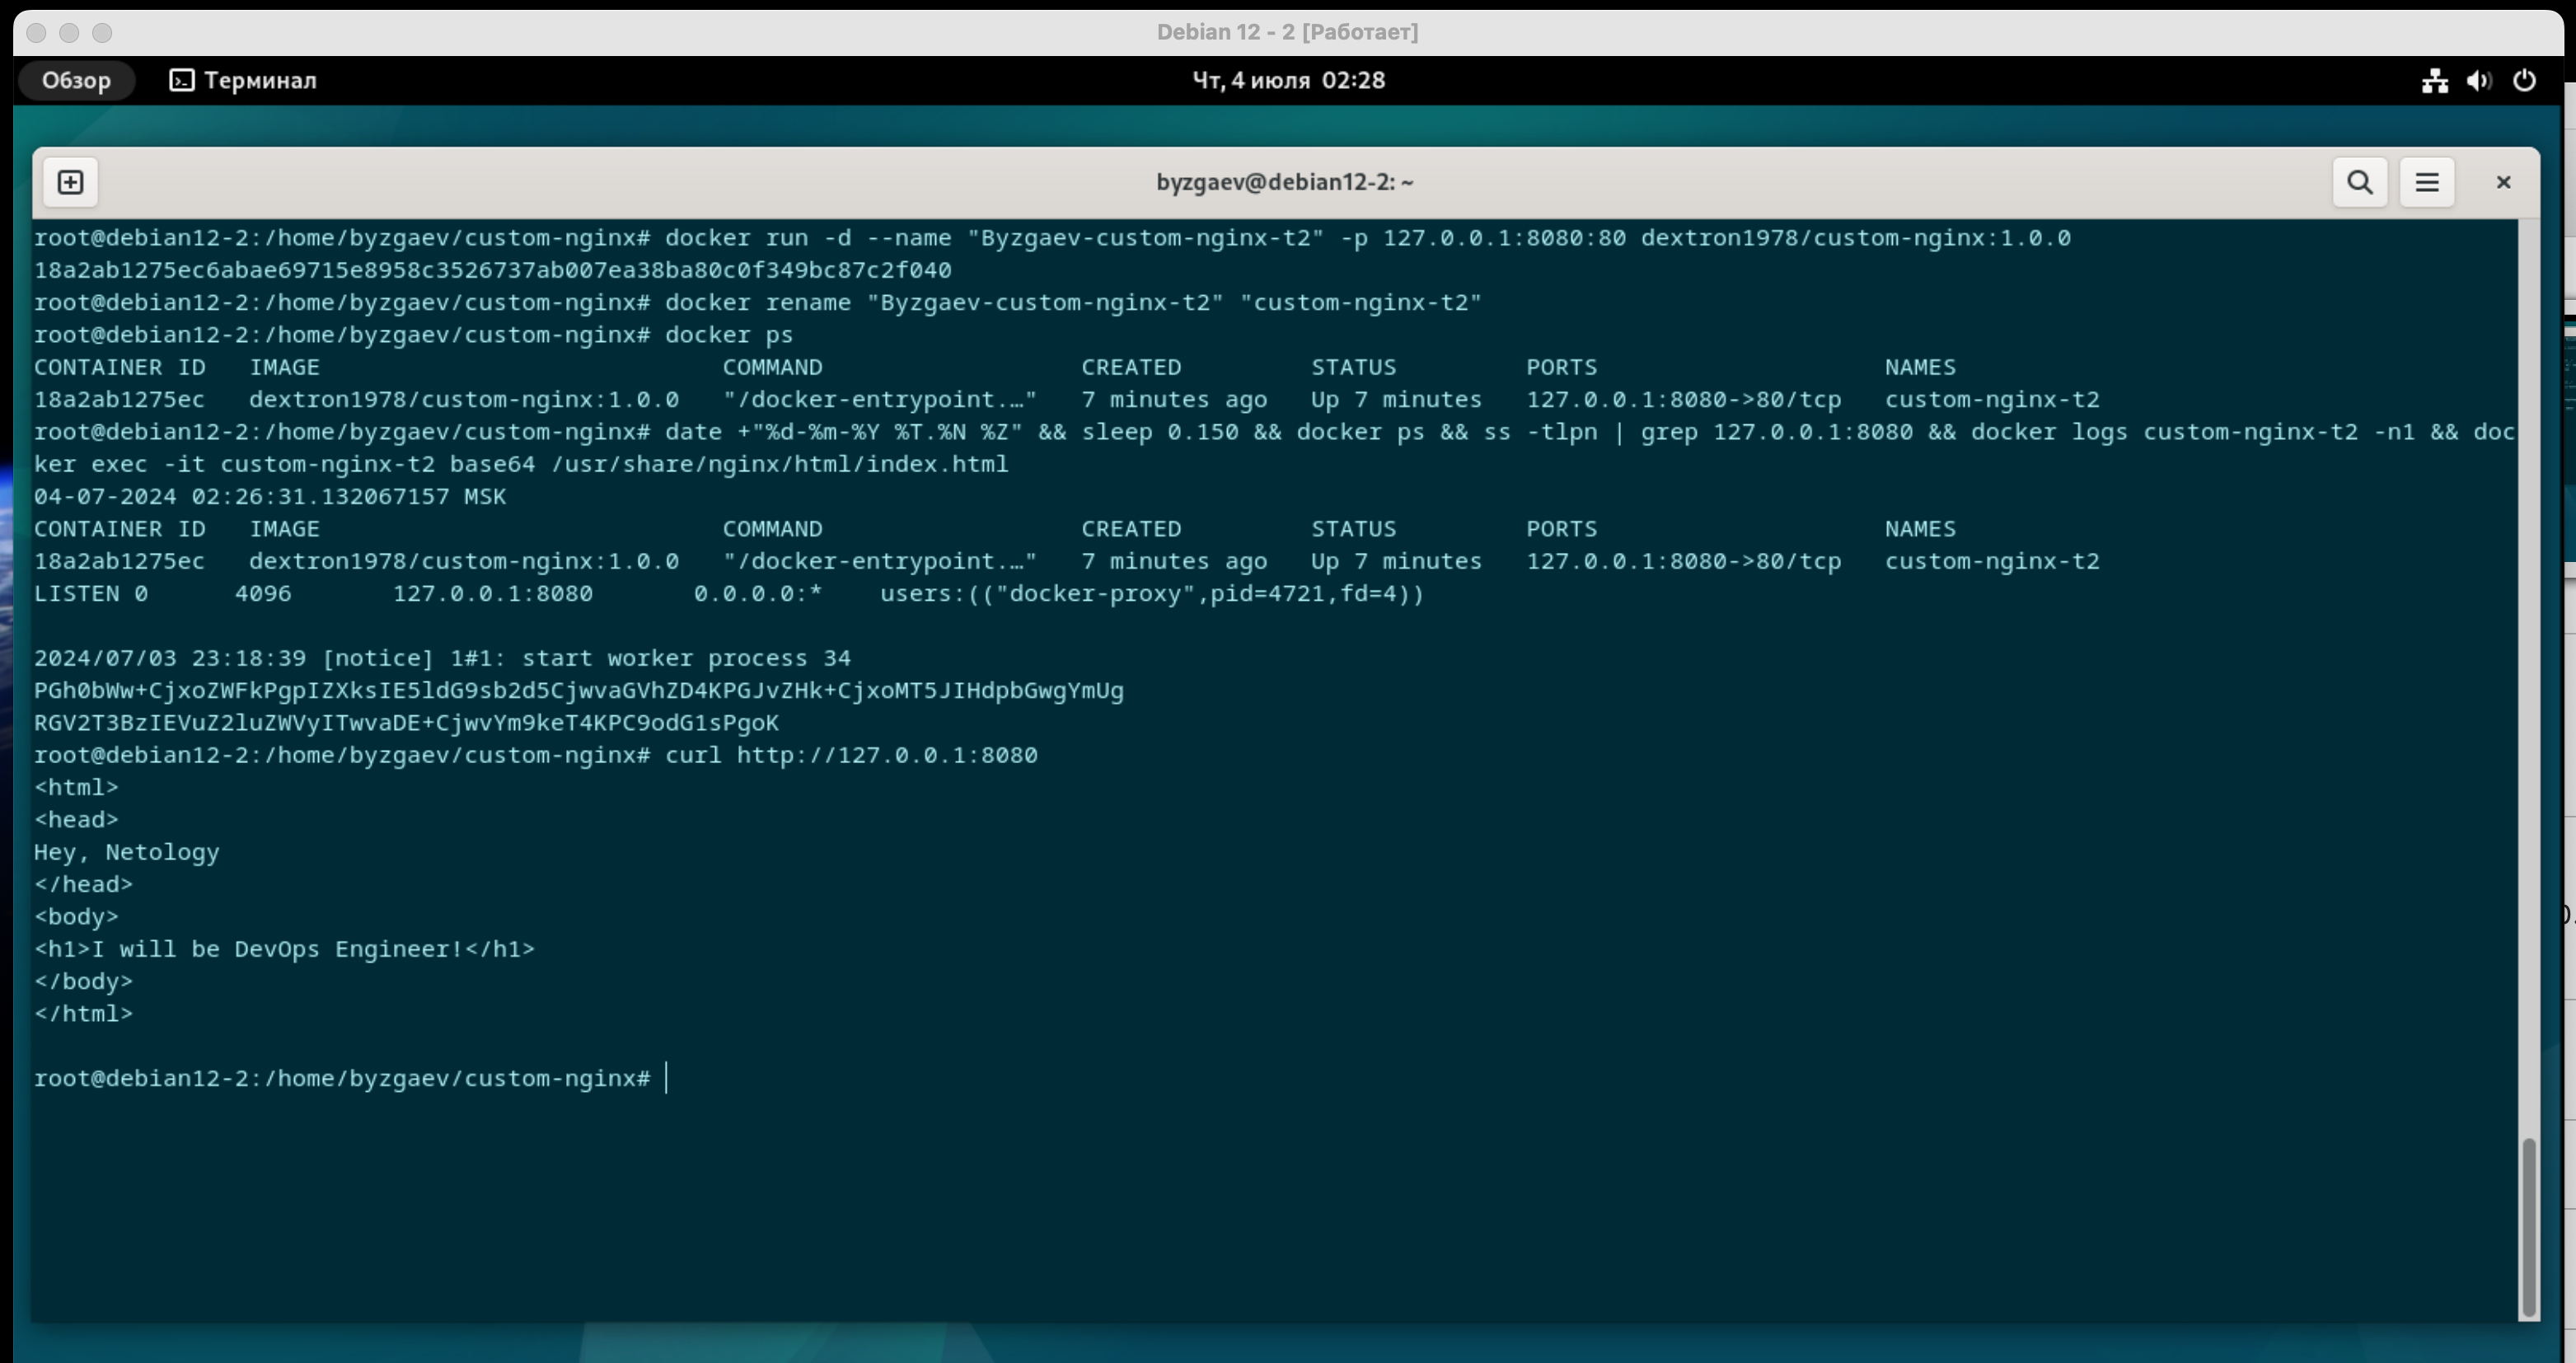 Debian 12 - 2 [Работает]
Обзор Терминал Чт, 4 июля 02:28
byzgaev@debian12-2: ~
root@debian12-2:/home/byzgaev/custom-nginx# docker run -d --name "Byzgaev-custom-nginx-t2" -p 127.0.0.1:8080:80 dextron1978/custom-nginx:1.0.0
18a2ab1275ec6abae69715e8958c3526737ab007ea38ba80c0f349bc87c2f040
root@debian12-2:/home/byzgaev/custom-nginx# docker rename "Byzgaev-custom-nginx-t2" "custom-nginx-t2"
root@debian12-2:/home/byzgaev/custom-nginx# docker ps
CONTAINER ID   IMAGE                            COMMAND                  CREATED         STATUS         PORTS                    NAMES
18a2ab1275ec   dextron1978/custom-nginx:1.0.0   "/docker-entrypoint.…"   7 minutes ago   Up 7 minutes   127.0.0.1:8080->80/tcp   custom-nginx-t2
root@debian12-2:/home/byzgaev/custom-nginx# date +"%d-%m-%Y %T.%N %Z" && sleep 0.150 && docker ps && ss -tlpn | grep 127.0.0.1:8080 && docker logs custom-nginx-t2 -n1 && doc
ker exec -it custom-nginx-t2 base64 /usr/share/nginx/html/index.html
04-07-2024 02:26:31.132067157 MSK
CONTAINER ID   IMAGE                            COMMAND                  CREATED         STATUS         PORTS                    NAMES
18a2ab1275ec   dextron1978/custom-nginx:1.0.0   "/docker-entrypoint.…"   7 minutes ago   Up 7 minutes   127.0.0.1:8080->80/tcp   custom-nginx-t2
LISTEN 0      4096       127.0.0.1:8080       0.0.0.0:*    users:(("docker-proxy",pid=4721,fd=4))
2024/07/03 23:18:39 [notice] 1#1: start worker process 34
PGh0bWw+CjxoZWFkPgpIZXksIE5ldG9sb2d5CjwvaGVhZD4KPGJvZHk+CjxoMT5JIHdpbGwgYmUg
RGV2T3BzIEVuZ2luZWVyITwvaDE+CjwvYm9keT4KPC9odG1sPgoK
root@debian12-2:/home/byzgaev/custom-nginx# curl http://127.0.0.1:8080
<html>
<head>
Hey, Netology
</head>
<body>
<h1>I will be DevOps Engineer!</h1>
</body>
</html>
root@debian12-2:/home/byzgaev/custom-nginx#